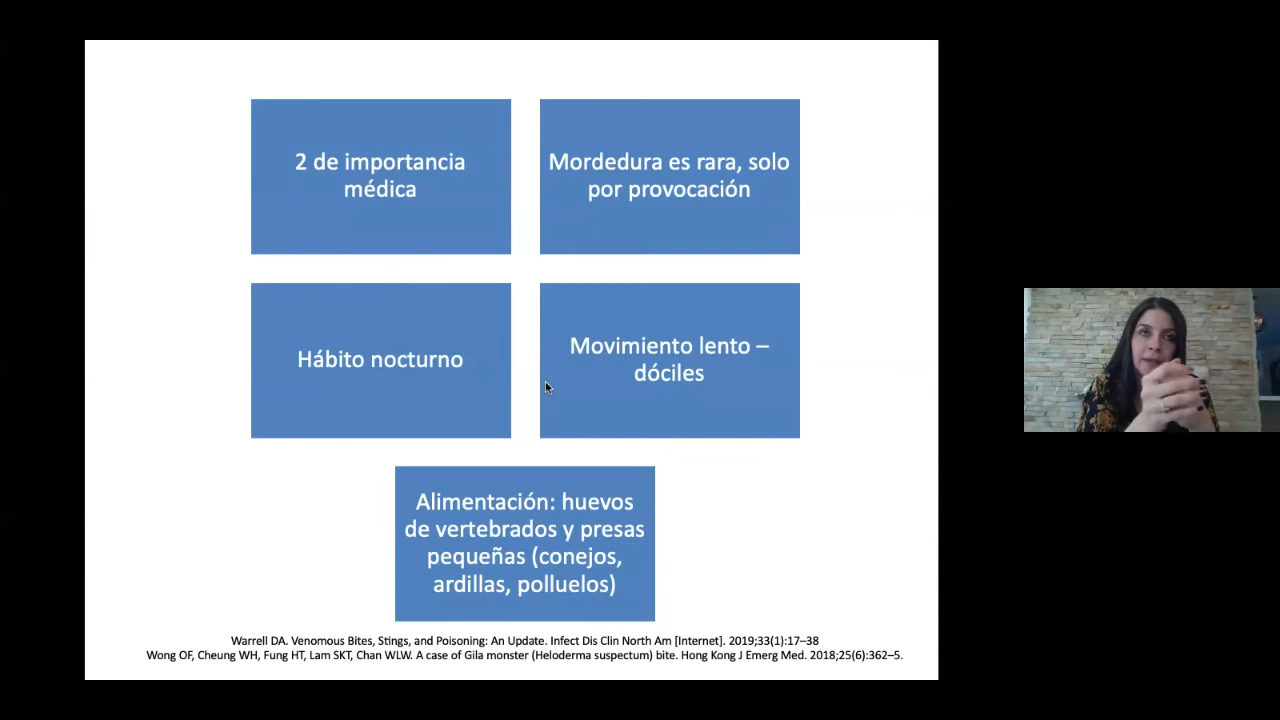 2 de importancia
médica
Mordedura es rara, solo
por provocación
Hábito nocturno
Movimiento lento –
dóciles
Alimentación: huevos
de vertebrados y presas
pequeñas (conejos,
ardillas, polluelos)
Warrell DA. Venomous Bites, Stings, and Poisoning: An Update. Infect Dis Clin North Am [Internet]. 2019;33(1):17–38
Wong OF, Cheung WH, Fung HT, Lam SKT, Chan WLW. A case of Gila monster (Heloderma suspectum) bite. Hong Kong J Emerg Med. 2018;25(6):362–5.